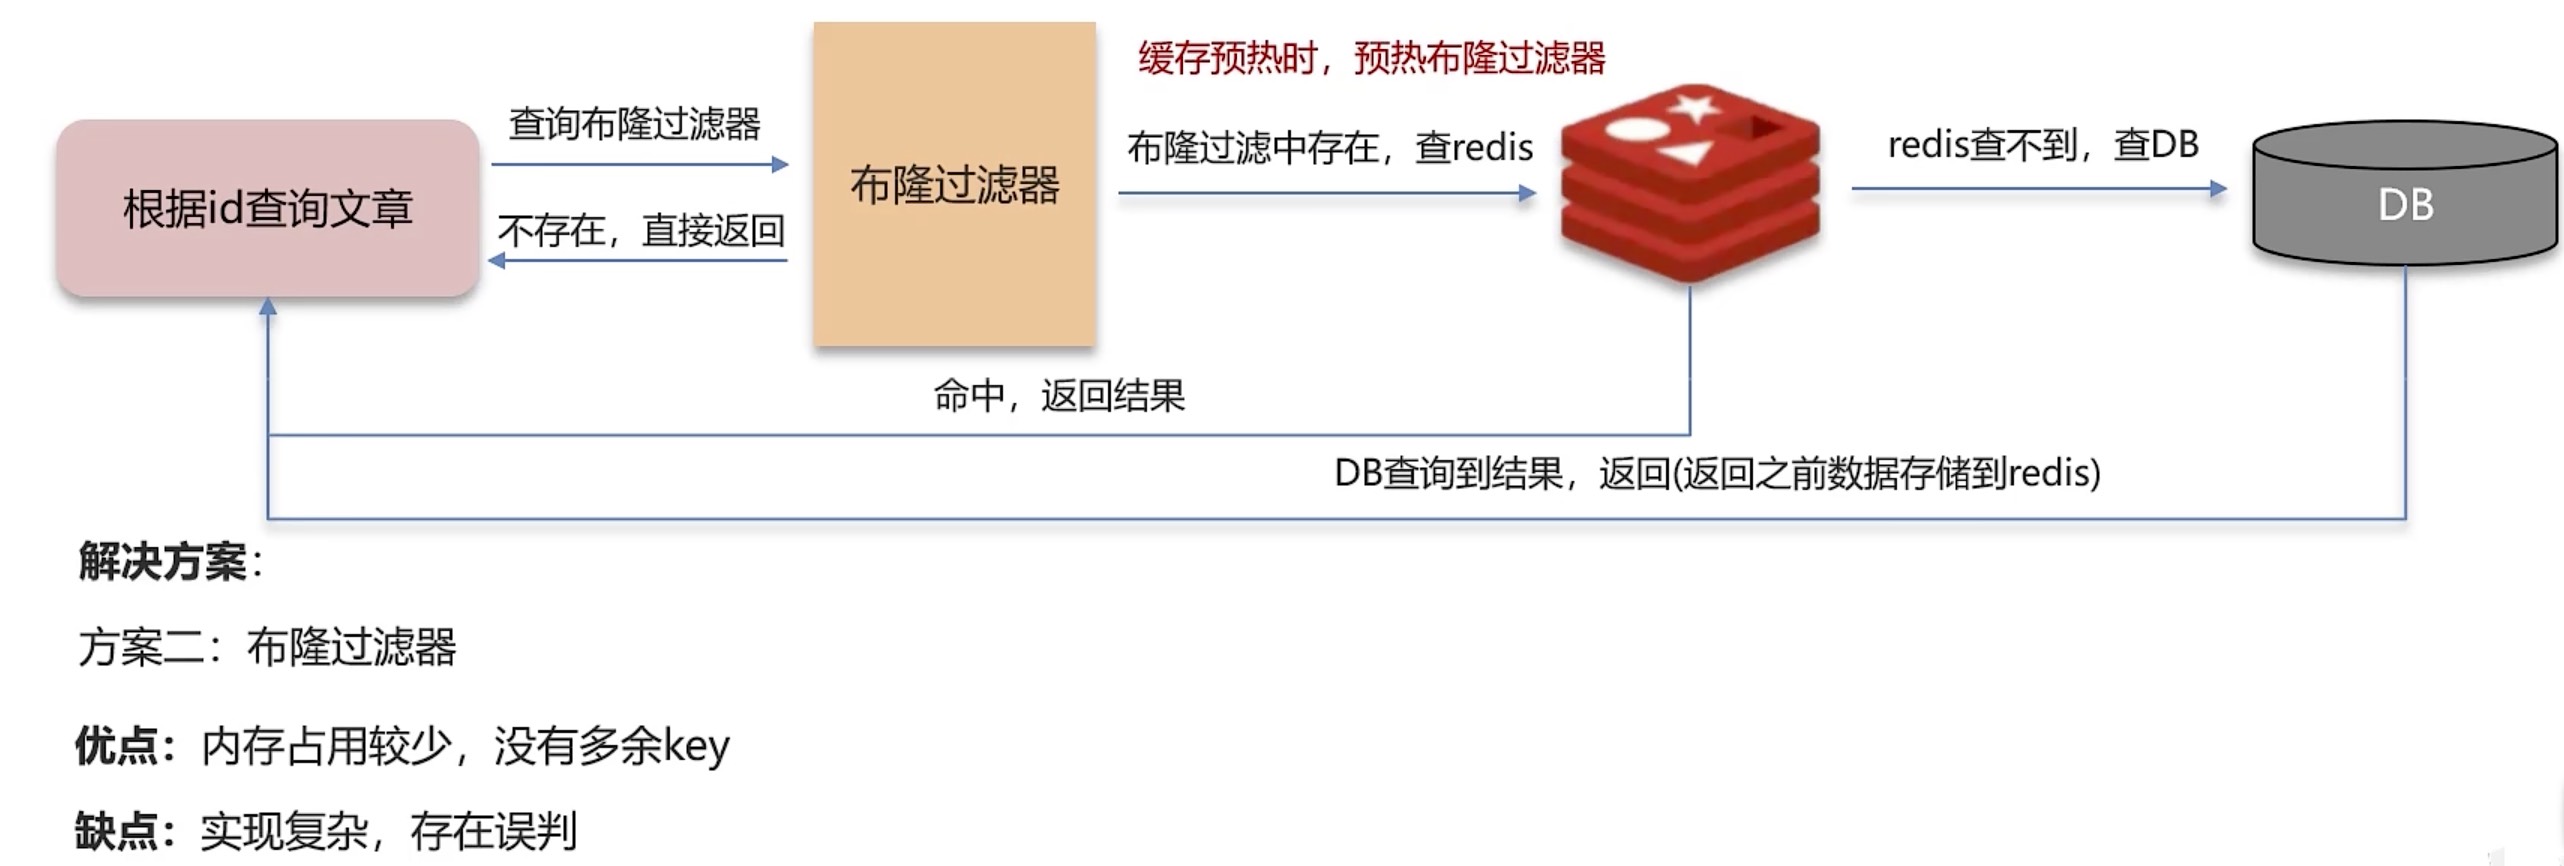 缓存预热时，预热布隆过滤器
查询布隆过滤器
布隆过滤中存在，查redis
redis查不到，查DB
根据id查询文章
布隆过滤器
DB
不存在，直接返回
命中，返回结果
DB查询到结果，返回(返回之前数据存储到redis)
解决方案：
方案二：布隆过滤器
优点：内存占用较少，没有多余key
缺点：实现复杂，存在误判